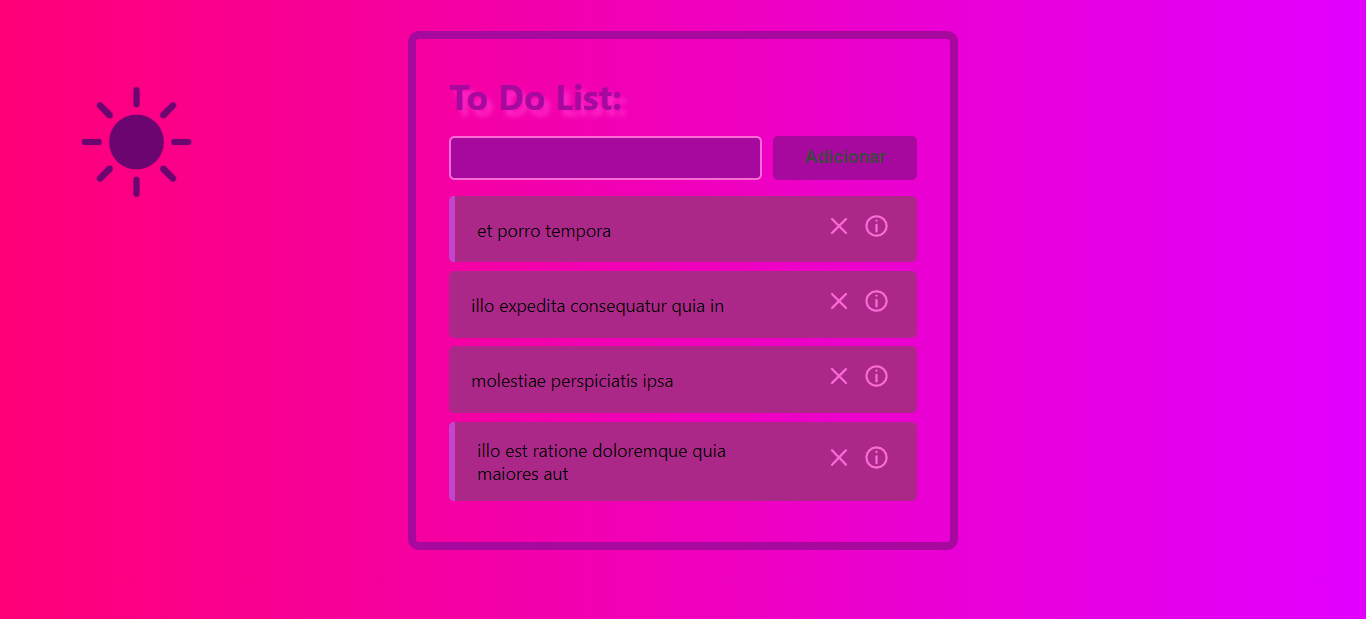 To Do List:
Adicionar
et porro tempora
illo expedita consequatur quia in
molestiae perspiciatis ipsa
illo est ratione doloremque quia
maiores aut